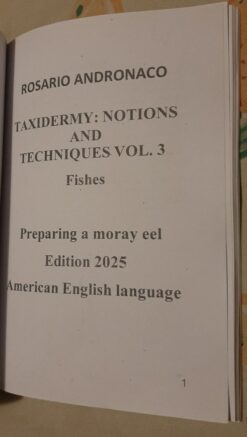 ROSARIO ANDRONACO
TAXIDERMY: NOTIONS
AND
TECHNIQUES VOL. 3
Fishes
Preparing a moray eel
Edition 2025
American English language
1